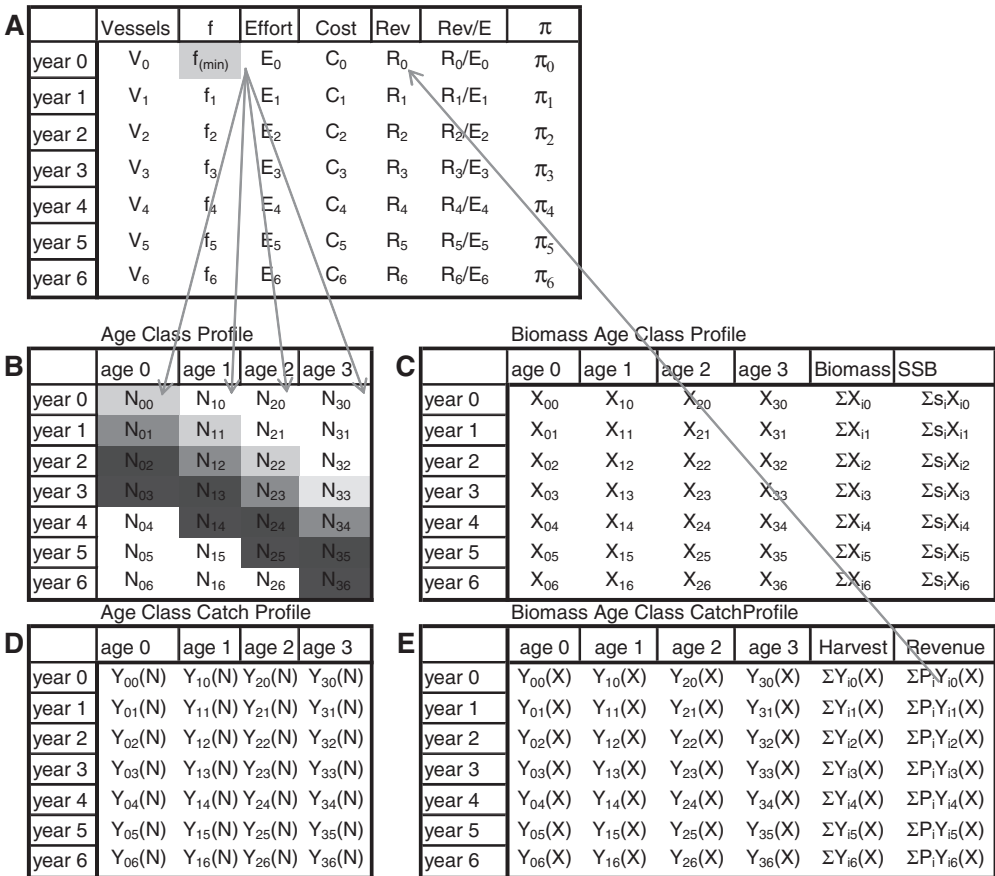 A
Vessels f Effort Cost Rev Rev/E π
year 0 V₀ f₍min₎ E₀ C₀ R₀ R₀/E₀ π₀
year 1 V₁ f₁ E₁ C₁ R₁ R₁/E₁ π₁
year 2 V₂ f₂ E₂ C₂ R₂ R₂/E₂ π₂
year 3 V₃ f₃ E₃ C₃ R₃ R₃/E₃ π₃
year 4 V₄ f₄ E₄ C₄ R₄ R₄/E₄ π₄
year 5 V₅ f₅ E₅ C₅ R₅ R₅/E₅ π₅
year 6 V₆ f₆ E₆ C₆ R₆ R₆/E₆ π₆
Age Class Profile
B
age 0 age 1 age 2 age 3
year 0 N₀₀ N₁₀ N₂₀ N₃₀
year 1 N₀₁ N₁₁ N₂₁ N₃₁
year 2 N₀₂ N₁₂ N₂₂ N₃₂
year 3 N₀₃ N₁₃ N₂₃ N₃₃
year 4 N₀₄ N₁₄ N₂₄ N₃₄
year 5 N₀₅ N₁₅ N₂₅ N₃₅
year 6 N₀₆ N₁₆ N₂₆ N₃₆
Biomass Age Class Profile
C
age 0 age 1 age 2 age 3 Biomass SSB
year 0 X₀₀ X₁₀ X₂₀ X₃₀ ΣXᵢ₀ ΣsᵢXᵢ₀
year 1 X₀₁ X₁₁ X₂₁ X₃₁ ΣXᵢ₁ ΣsᵢXᵢ₁
year 2 X₀₂ X₁₂ X₂₂ X₃₂ ΣXᵢ₂ ΣsᵢXᵢ₂
year 3 X₀₃ X₁₃ X₂₃ X₃₃ ΣXᵢ₃ ΣsᵢXᵢ₃
year 4 X₀₄ X₁₄ X₂₄ X₃₄ ΣXᵢ₄ ΣsᵢXᵢ₄
year 5 X₀₅ X₁₅ X₂₅ X₃₅ ΣXᵢ₅ ΣsᵢXᵢ₅
year 6 X₀₆ X₁₆ X₂₆ X₃₆ ΣXᵢ₆ ΣsᵢXᵢ₆
Age Class Catch Profile
D
age 0 age 1 age 2 age 3
year 0 Y₀₀(N) Y₁₀(N) Y₂₀(N) Y₃₀(N)
year 1 Y₀₁(N) Y₁₁(N) Y₂₁(N) Y₃₁(N)
year 2 Y₀₂(N) Y₁₂(N) Y₂₂(N) Y₃₂(N)
year 3 Y₀₃(N) Y₁₃(N) Y₂₃(N) Y₃₃(N)
year 4 Y₀₄(N) Y₁₄(N) Y₂₄(N) Y₃₄(N)
year 5 Y₀₅(N) Y₁₅(N) Y₂₅(N) Y₃₅(N)
year 6 Y₀₆(N) Y₁₆(N) Y₂₆(N) Y₃₆(N)
Biomass Age Class CatchProfile
E
age 0 age 1 age 2 age 3 Harvest Revenue
year 0 Y₀₀(X) Y₁₀(X) Y₂₀(X) Y₃₀(X) ΣYᵢ₀(X) ΣPᵢYᵢ₀(X)
year 1 Y₀₁(X) Y₁₁(X) Y₂₁(X) Y₃₁(X) ΣYᵢ₁(X) ΣPᵢYᵢ₁(X)
year 2 Y₀₂(X) Y₁₂(X) Y₂₂(X) Y₃₂(X) ΣYᵢ₂(X) ΣPᵢYᵢ₂(X)
year 3 Y₀₃(X) Y₁₃(X) Y₂₃(X) Y₃₃(X) ΣYᵢ₃(X) ΣPᵢYᵢ₃(X)
year 4 Y₀₄(X) Y₁₄(X) Y₂₄(X) Y₃₄(X) ΣYᵢ₄(X) ΣPᵢYᵢ₄(X)
year 5 Y₀₅(X) Y₁₅(X) Y₂₅(X) Y₃₅(X) ΣYᵢ₅(X) ΣPᵢYᵢ₅(X)
year 6 Y₀₆(X) Y₁₆(X) Y₂₆(X) Y₃₆(X) ΣYᵢ₆(X) ΣPᵢYᵢ₆(X)